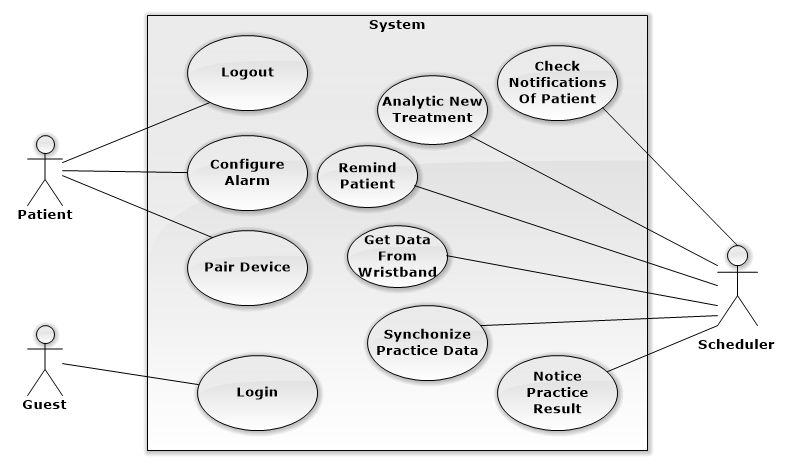 System
Logout
Check
Notifications
Of Patient
Analytic New
Treatment
Configure
Alarm
Remind
Patient
Patient
Get Data
From
Wristband
Pair Device
Synchonize
Practice Data
Scheduler
Login
Notice
Practice
Result
Guest